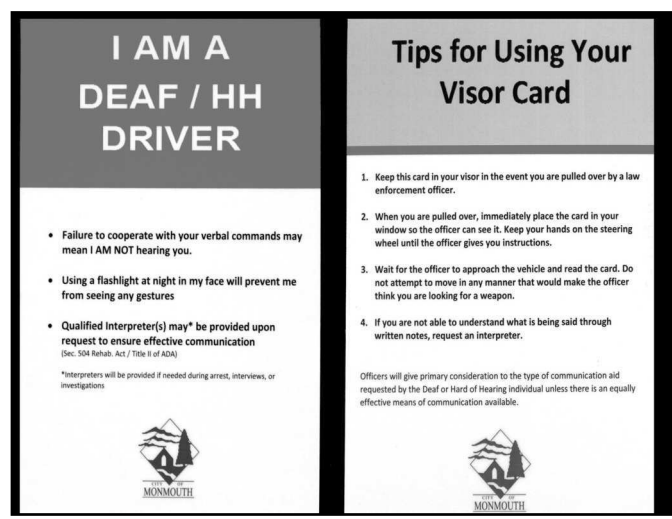 I AM A
DEAF / HH
DRIVER
• Failure to cooperate with your verbal commands may
mean I AM NOT hearing you.
• Using a flashlight at night in my face will prevent me
from seeing any gestures
• Qualified Interpreter(s) may* be provided upon
request to ensure effective communication
(Sec. 504 Rehab. Act / Title II of ADA)
*Interpreters will be provided if needed during arrest, interviews, or
investigations
CITY OF
MONMOUTH
Tips for Using Your
Visor Card
1. Keep this card in your visor in the event you are pulled over by a law
enforcement officer.
2. When you are pulled over, immediately place the card in your
window so the officer can see it. Keep your hands on the steering
wheel until the officer gives you instructions.
3. Wait for the officer to approach the vehicle and read the card. Do
not attempt to move in any manner that would make the officer
think you are looking for a weapon.
4. If you are not able to understand what is being said through
written notes, request an interpreter.
Officers will give primary consideration to the type of communication aid
requested by the Deaf or Hard of Hearing individual unless there is an equally
effective means of communication available.
CITY OF
MONMOUTH